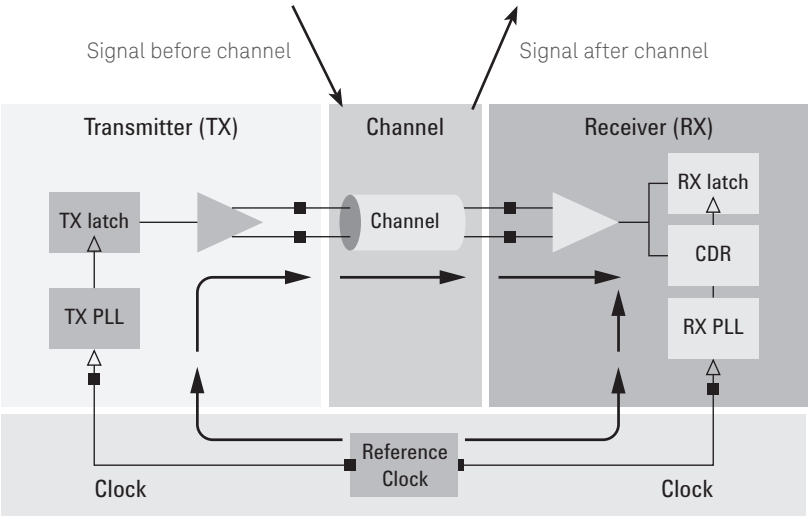 Signal before channel
Signal after channel
Transmitter (TX)
Channel
Receiver (RX)
TX latch
Channel
RX latch
CDR
TX PLL
RX PLL
Reference
Clock
Clock
Clock